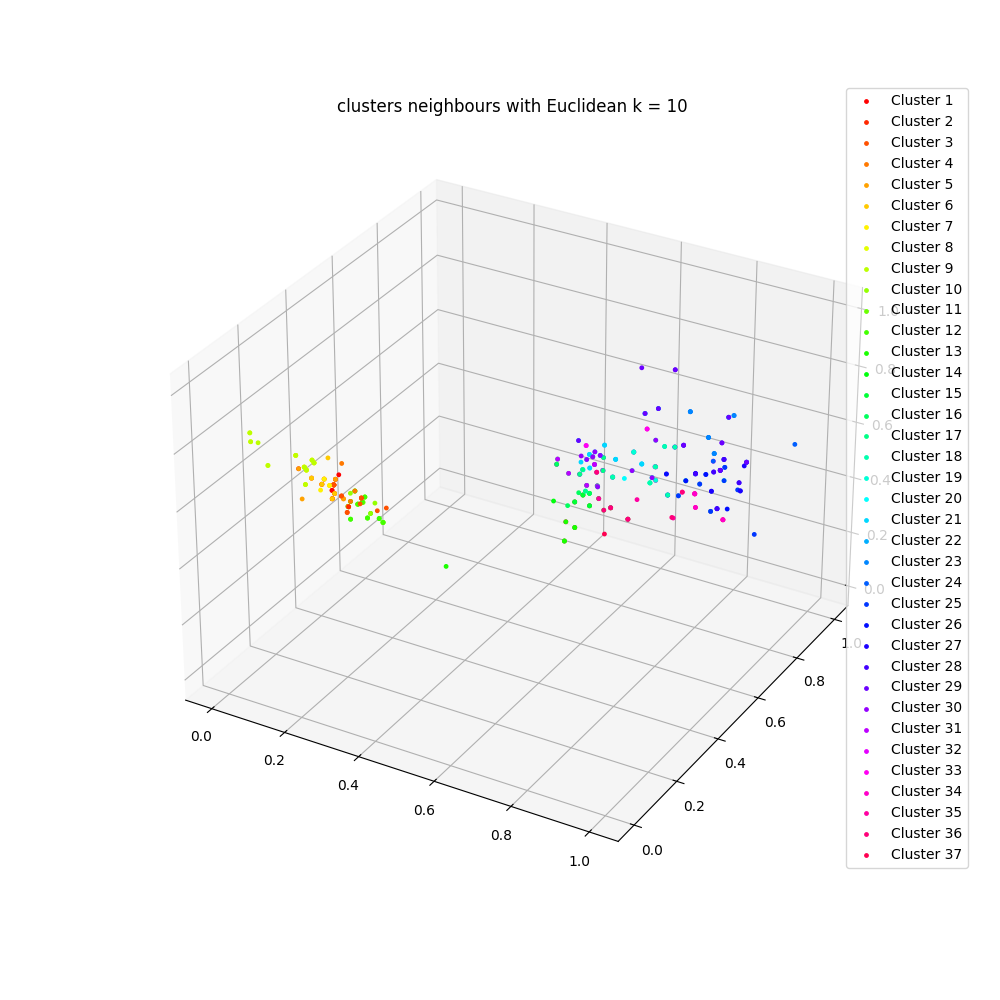 clusters neighbours with Euclidean k = 10
Cluster 1
Cluster 2
Cluster 3
Cluster 4
Cluster 5
Cluster 6
Cluster 7
Cluster 8
Cluster 9
Cluster 10
Cluster 11
Cluster 12
Cluster 13
Cluster 14
Cluster 15
Cluster 16
Cluster 17
Cluster 18
Cluster 19
Cluster 20
Cluster 21
Cluster 22
Cluster 23
Cluster 24
Cluster 25
Cluster 26
Cluster 27
Cluster 28
Cluster 29
Cluster 30
Cluster 31
Cluster 32
Cluster 33
Cluster 34
Cluster 35
Cluster 36
Cluster 37
0.0
0.2
0.4
0.6
0.8
1.0
0.0
0.2
0.4
0.6
0.8
1.0
0.0
0.2
0.4
0.6
0.8